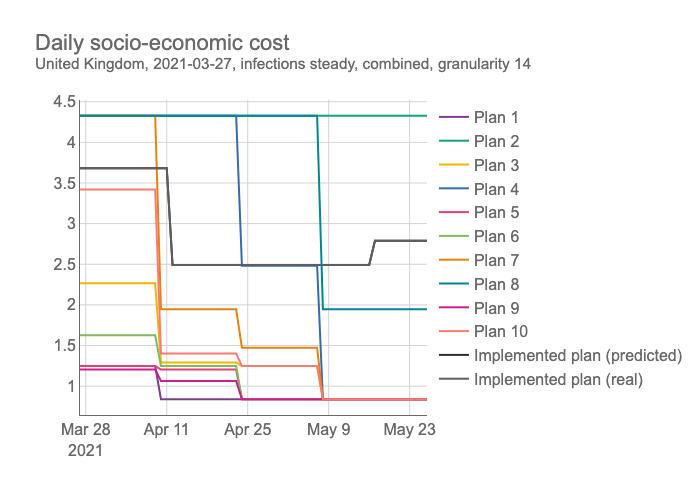 Daily socio-economic cost
United Kingdom, 2021-03-27, infections steady, combined, granularity 14
4.5
4
3.5
3
2.5
2
1.5
1
Mar 28
2021
Apr 11
Apr 25
May 9
May 23
Plan 1
Plan 2
Plan 3
Plan 4
Plan 5
Plan 6
Plan 7
Plan 8
Plan 9
Plan 10
Implemented plan (predicted)
Implemented plan (real)